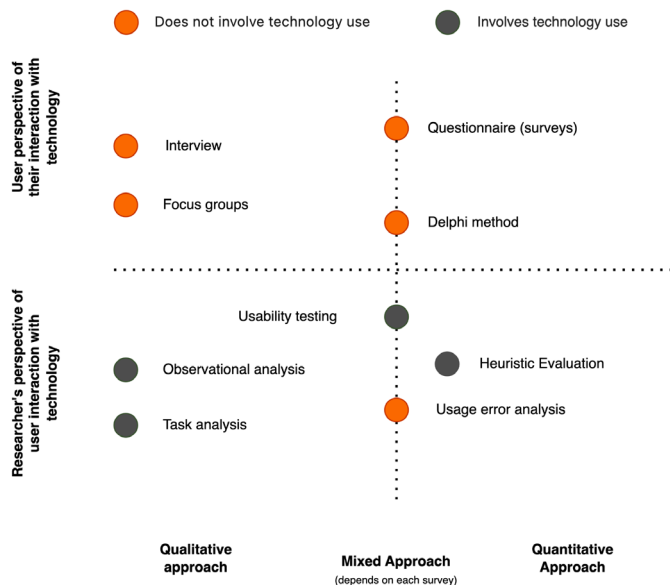 Does not involve technology use
Involves technology use
User perspective of
their interaction with
technology
Questionnaire (surveys)
Interview
Focus groups
Delphi method
Researcher's perspective of
user interaction with
technology
Usability testing
Heuristic Evaluation
Observational analysis
Usage error analysis
Task analysis
Qualitative
approach
Mixed Approach
(depends on each survey)
Quantitative
Approach